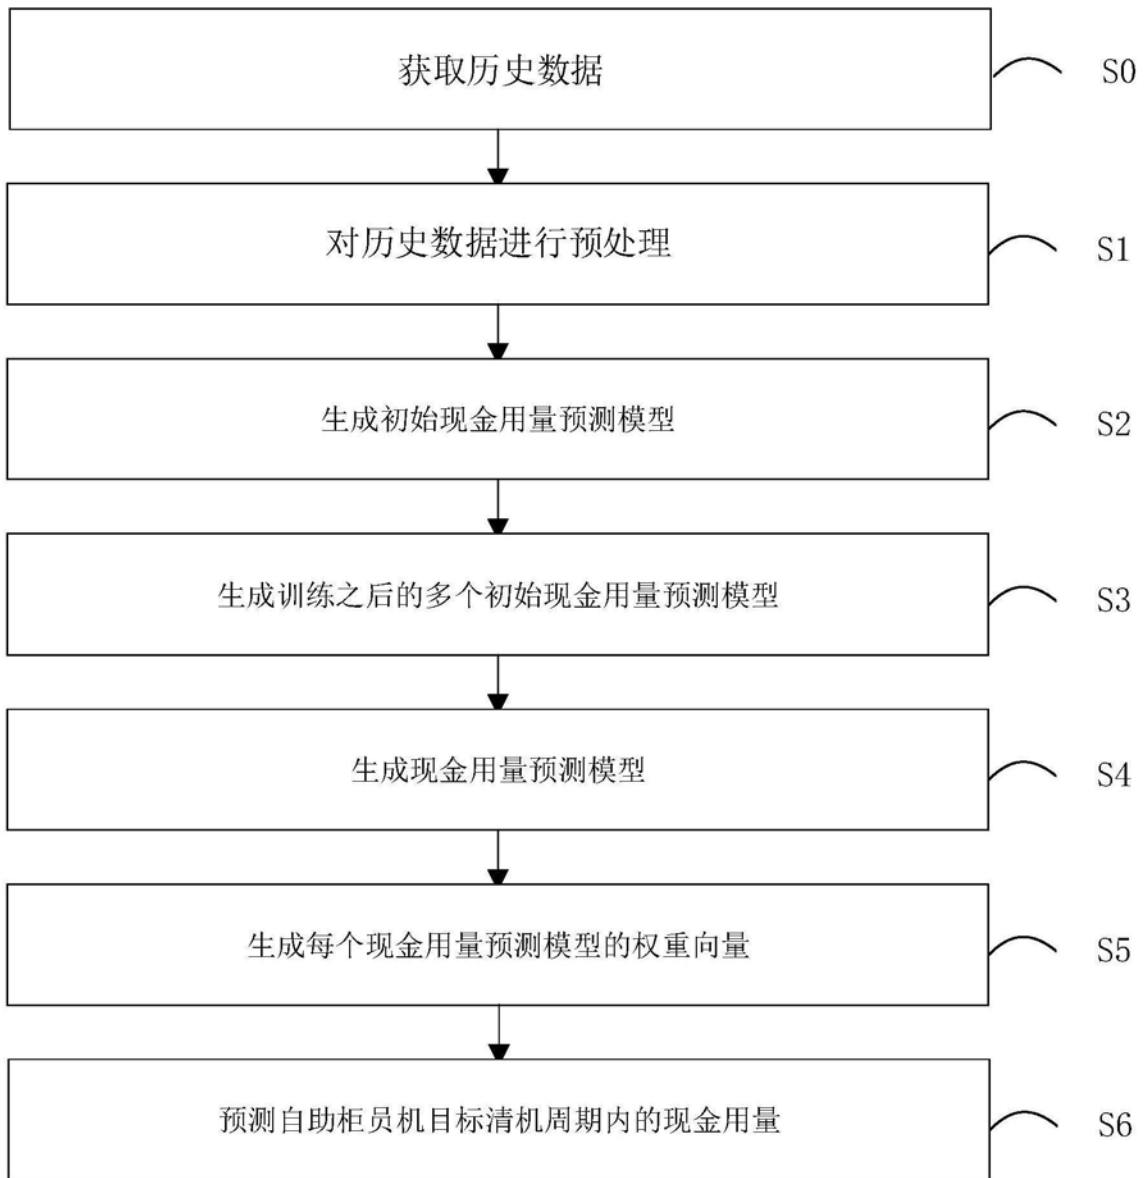 获取历史数据
S0
对历史数据进行预处理
S1
生成初始现金用量预测模型
S2
生成训练之后的多个初始现金用量预测模型
S3
生成现金用量预测模型
S4
生成每个现金用量预测模型的权重向量
S5
预测自助柜员机目标清机周期内的现金用量
S6